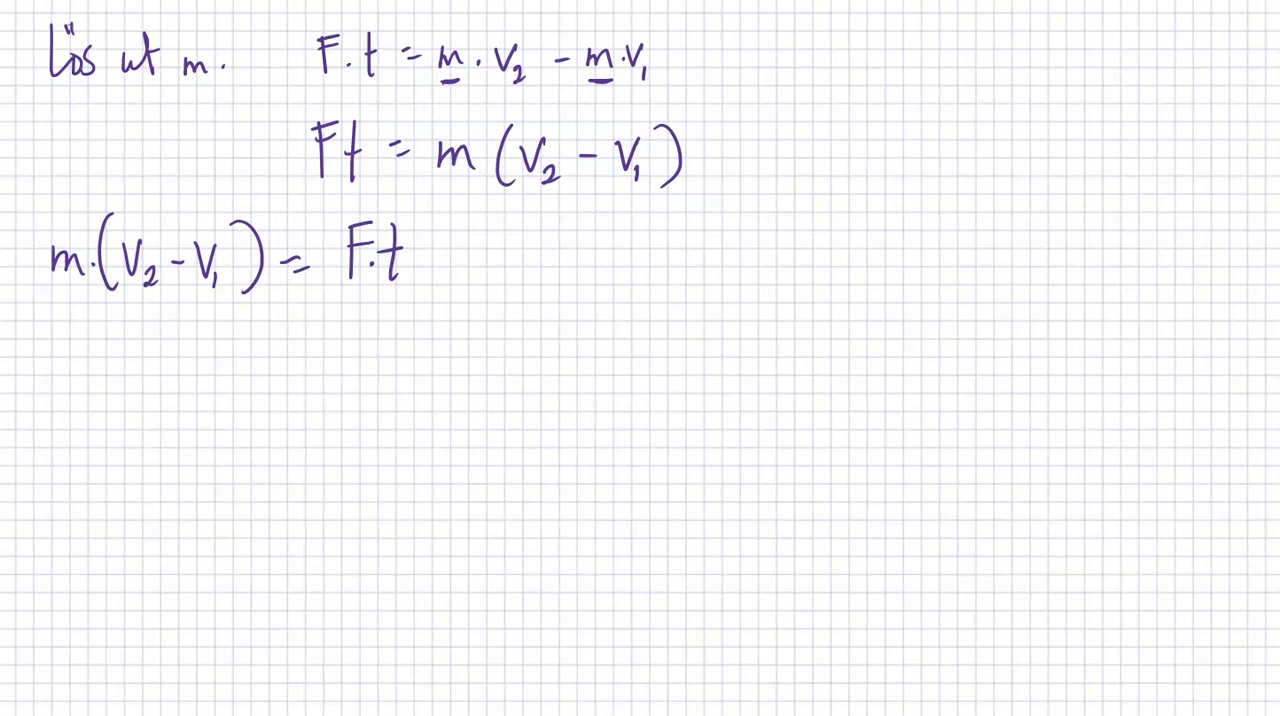 Lös ut m. F·t = m · V₂ - m·V₁
Ft = m (V₂ - V₁)
m·(V₂ - V₁) = F·t